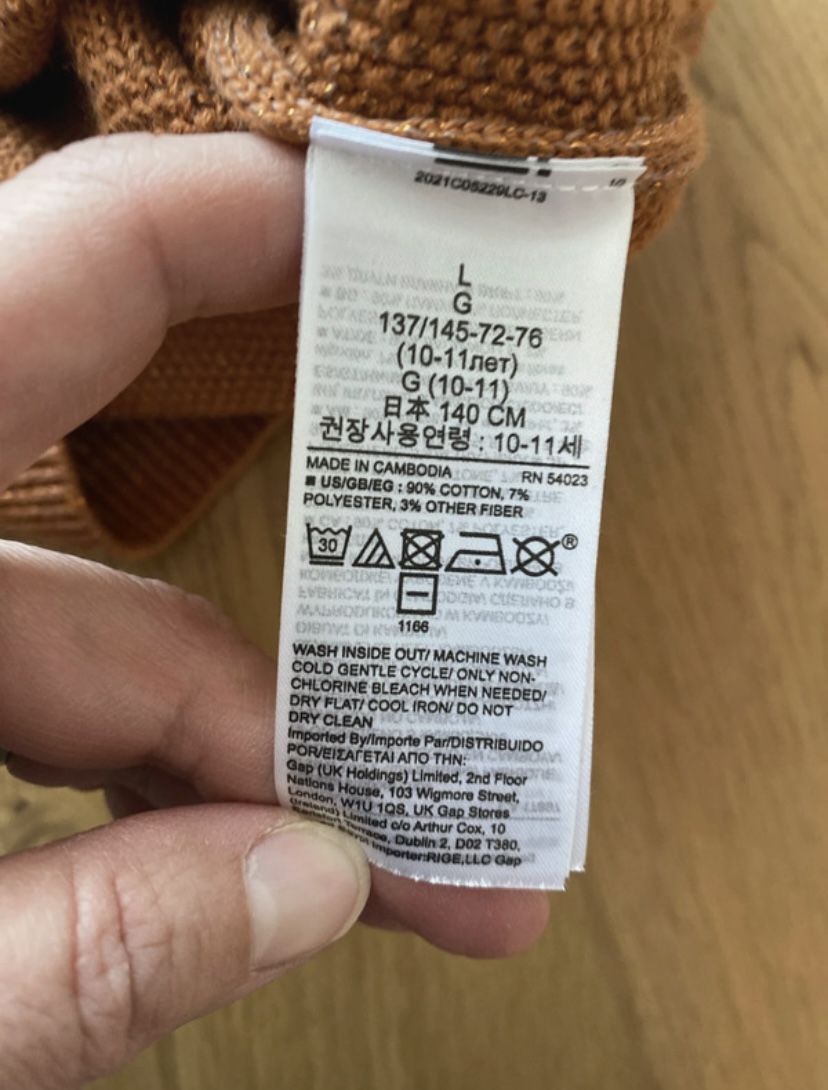 2021C05229LC-13
L
G
137/145-72-76
(10-11лет)
G (10-11)
日本 140 CM
권장사용연령 : 10-11세
MADE IN CAMBODIA RN 54023
■ US/GB/EG : 90% COTTON, 7%
POLYESTER, 3% OTHER FIBER
30 ®
1166
WASH INSIDE OUT/ MACHINE WASH
COLD GENTLE CYCLE/ ONLY NON-
CHLORINE BLEACH WHEN NEEDED/
DRY FLAT/ COOL IRON/ DO NOT
DRY CLEAN
Imported By/Importe Par/DISTRIBUIDO
POR/ΕΙΣΑΓΕΤΑΙ ΑΠΟ ΤΗΝ:
Gap (UK Holdings) Limited, 2nd Floor
Nations House, 103 Wigmore Street,
London, W1U 1QS, UK Gap Stores
(Ireland) Limited c/o Arthur Cox, 10
Terrace, Dublin 2, D02 T380,
Importer:RIGE,LLC Gap